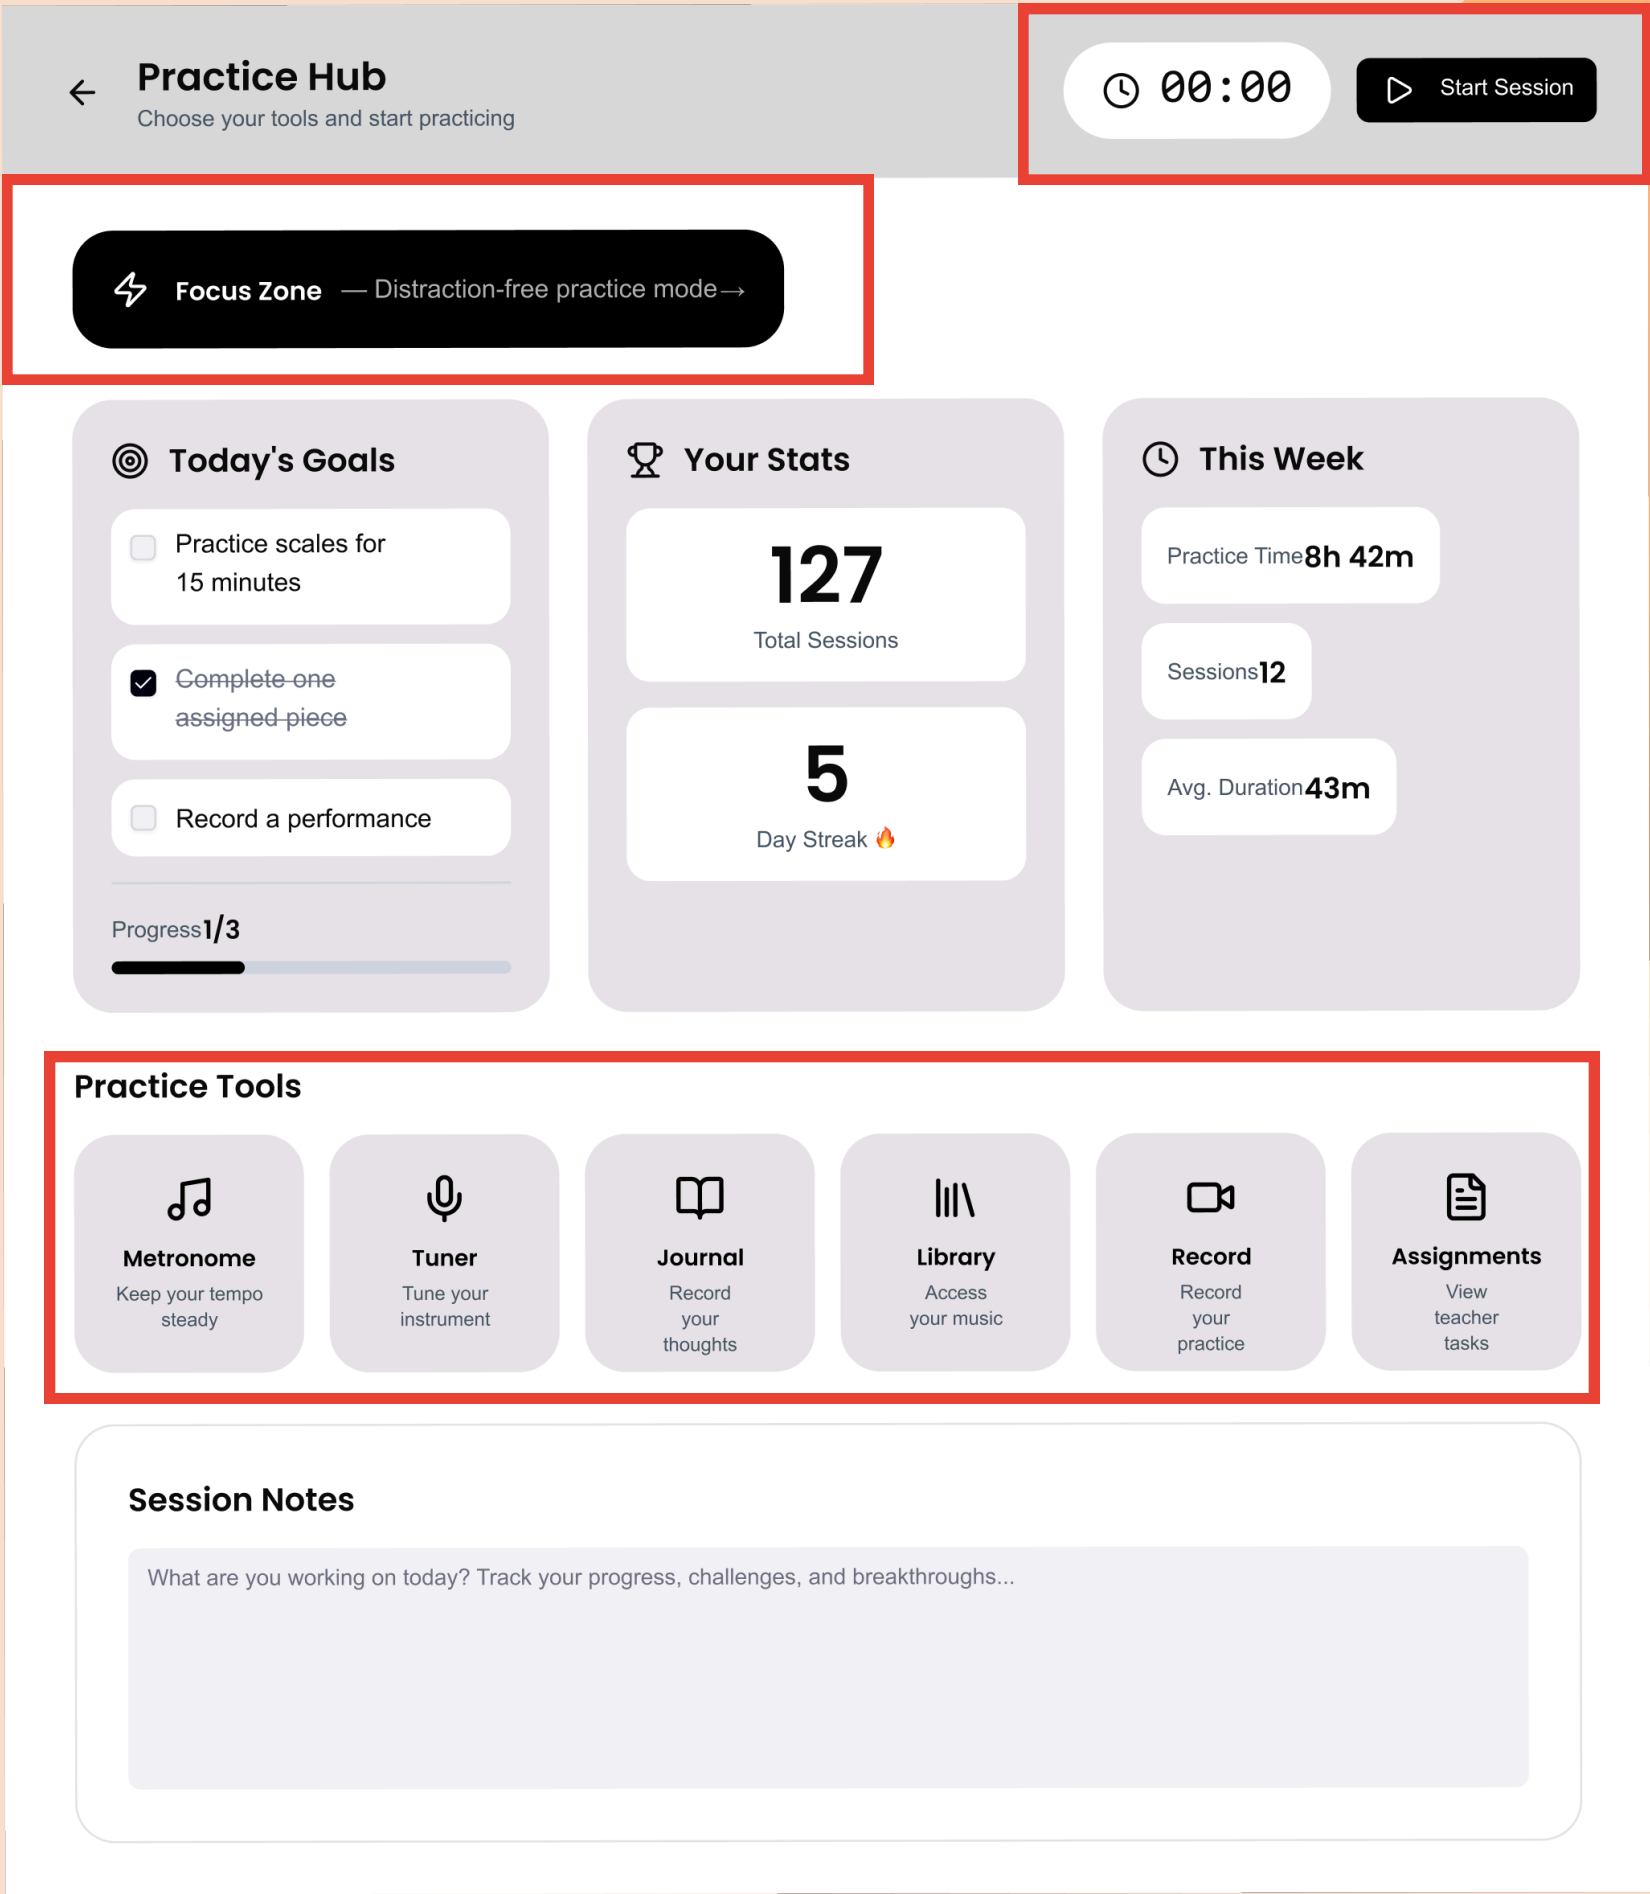 Practice Hub
Choose your tools and start practicing
00:00
Start Session
Focus Zone — Distraction-free practice mode→
Today's Goals
Practice scales for
15 minutes
Complete one
assigned piece
Record a performance
Progress1/3
Your Stats
127
Total Sessions
5
Day Streak 🔥
This Week
Practice Time8h 42m
Sessions12
Avg. Duration43m
Practice Tools
Metronome
Keep your tempo
steady
Tuner
Tune your
instrument
Journal
Record
your
thoughts
Library
Access
your music
Record
Record
your
practice
Assignments
View
teacher
tasks
Session Notes
What are you working on today? Track your progress, challenges, and breakthroughs...